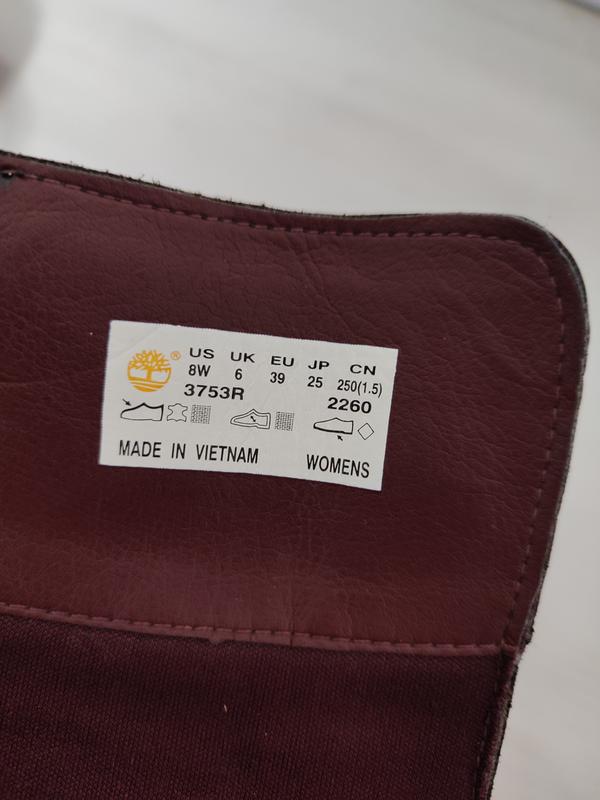 ® US UK EU JP CN
8W 6 39 25 250(1.5)
3753R 2260
MADE IN VIETNAM WOMENS